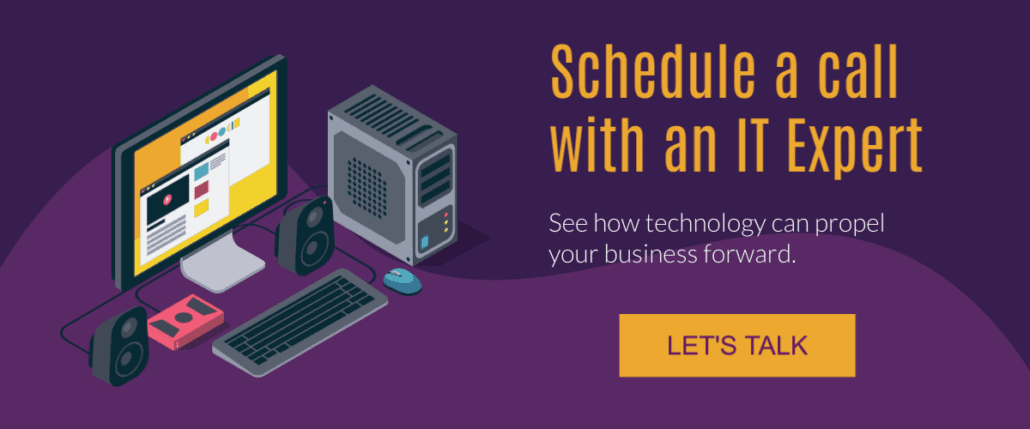 Schedule a call
with an IT Expert
See how technology can propel
your business forward.
LET'S TALK